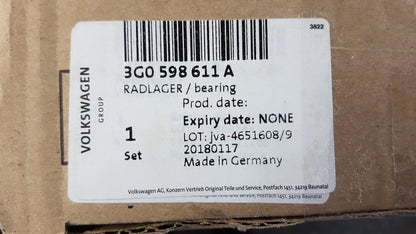 3822
VOLKSWAGEN
GROUP
3G0 598 611 A
RADLAGER / bearing
Prod. date:
Expiry date: NONE
1
Set
LOT: jva-4651608/9
20180117
Made in Germany
Volkswagen AG, Konzern Vertrieb Original Teile und Service, Postfach 1451, 34219 Baunatal